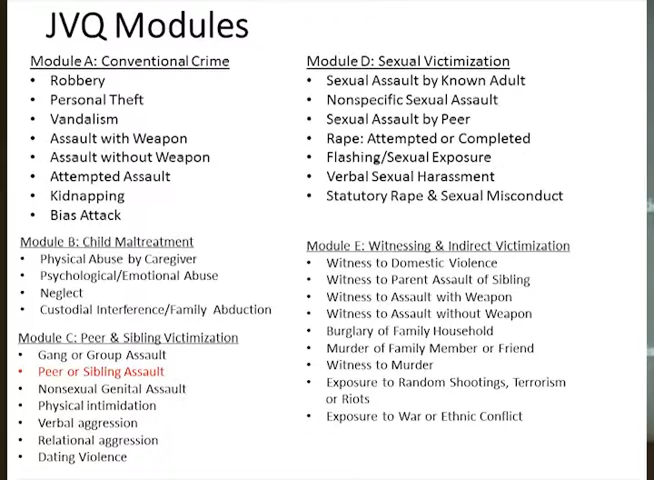 JVQ Modules
Module A: Conventional Crime
• Robbery
• Personal Theft
• Vandalism
• Assault with Weapon
• Assault without Weapon
• Attempted Assault
• Kidnapping
• Bias Attack
Module B: Child Maltreatment
• Physical Abuse by Caregiver
• Psychological/Emotional Abuse
• Neglect
• Custodial Interference/Family Abduction
Module C: Peer & Sibling Victimization
• Gang or Group Assault
• Peer or Sibling Assault
• Nonsexual Genital Assault
• Physical intimidation
• Verbal aggression
• Relational aggression
• Dating Violence
Module D: Sexual Victimization
• Sexual Assault by Known Adult
• Nonspecific Sexual Assault
• Sexual Assault by Peer
• Rape: Attempted or Completed
• Flashing/Sexual Exposure
• Verbal Sexual Harassment
• Statutory Rape & Sexual Misconduct
Module E: Witnessing & Indirect Victimization
• Witness to Domestic Violence
• Witness to Parent Assault of Sibling
• Witness to Assault with Weapon
• Witness to Assault without Weapon
• Burglary of Family Household
• Murder of Family Member or Friend
• Witness to Murder
• Exposure to Random Shootings, Terrorism
or Riots
• Exposure to War or Ethnic Conflict